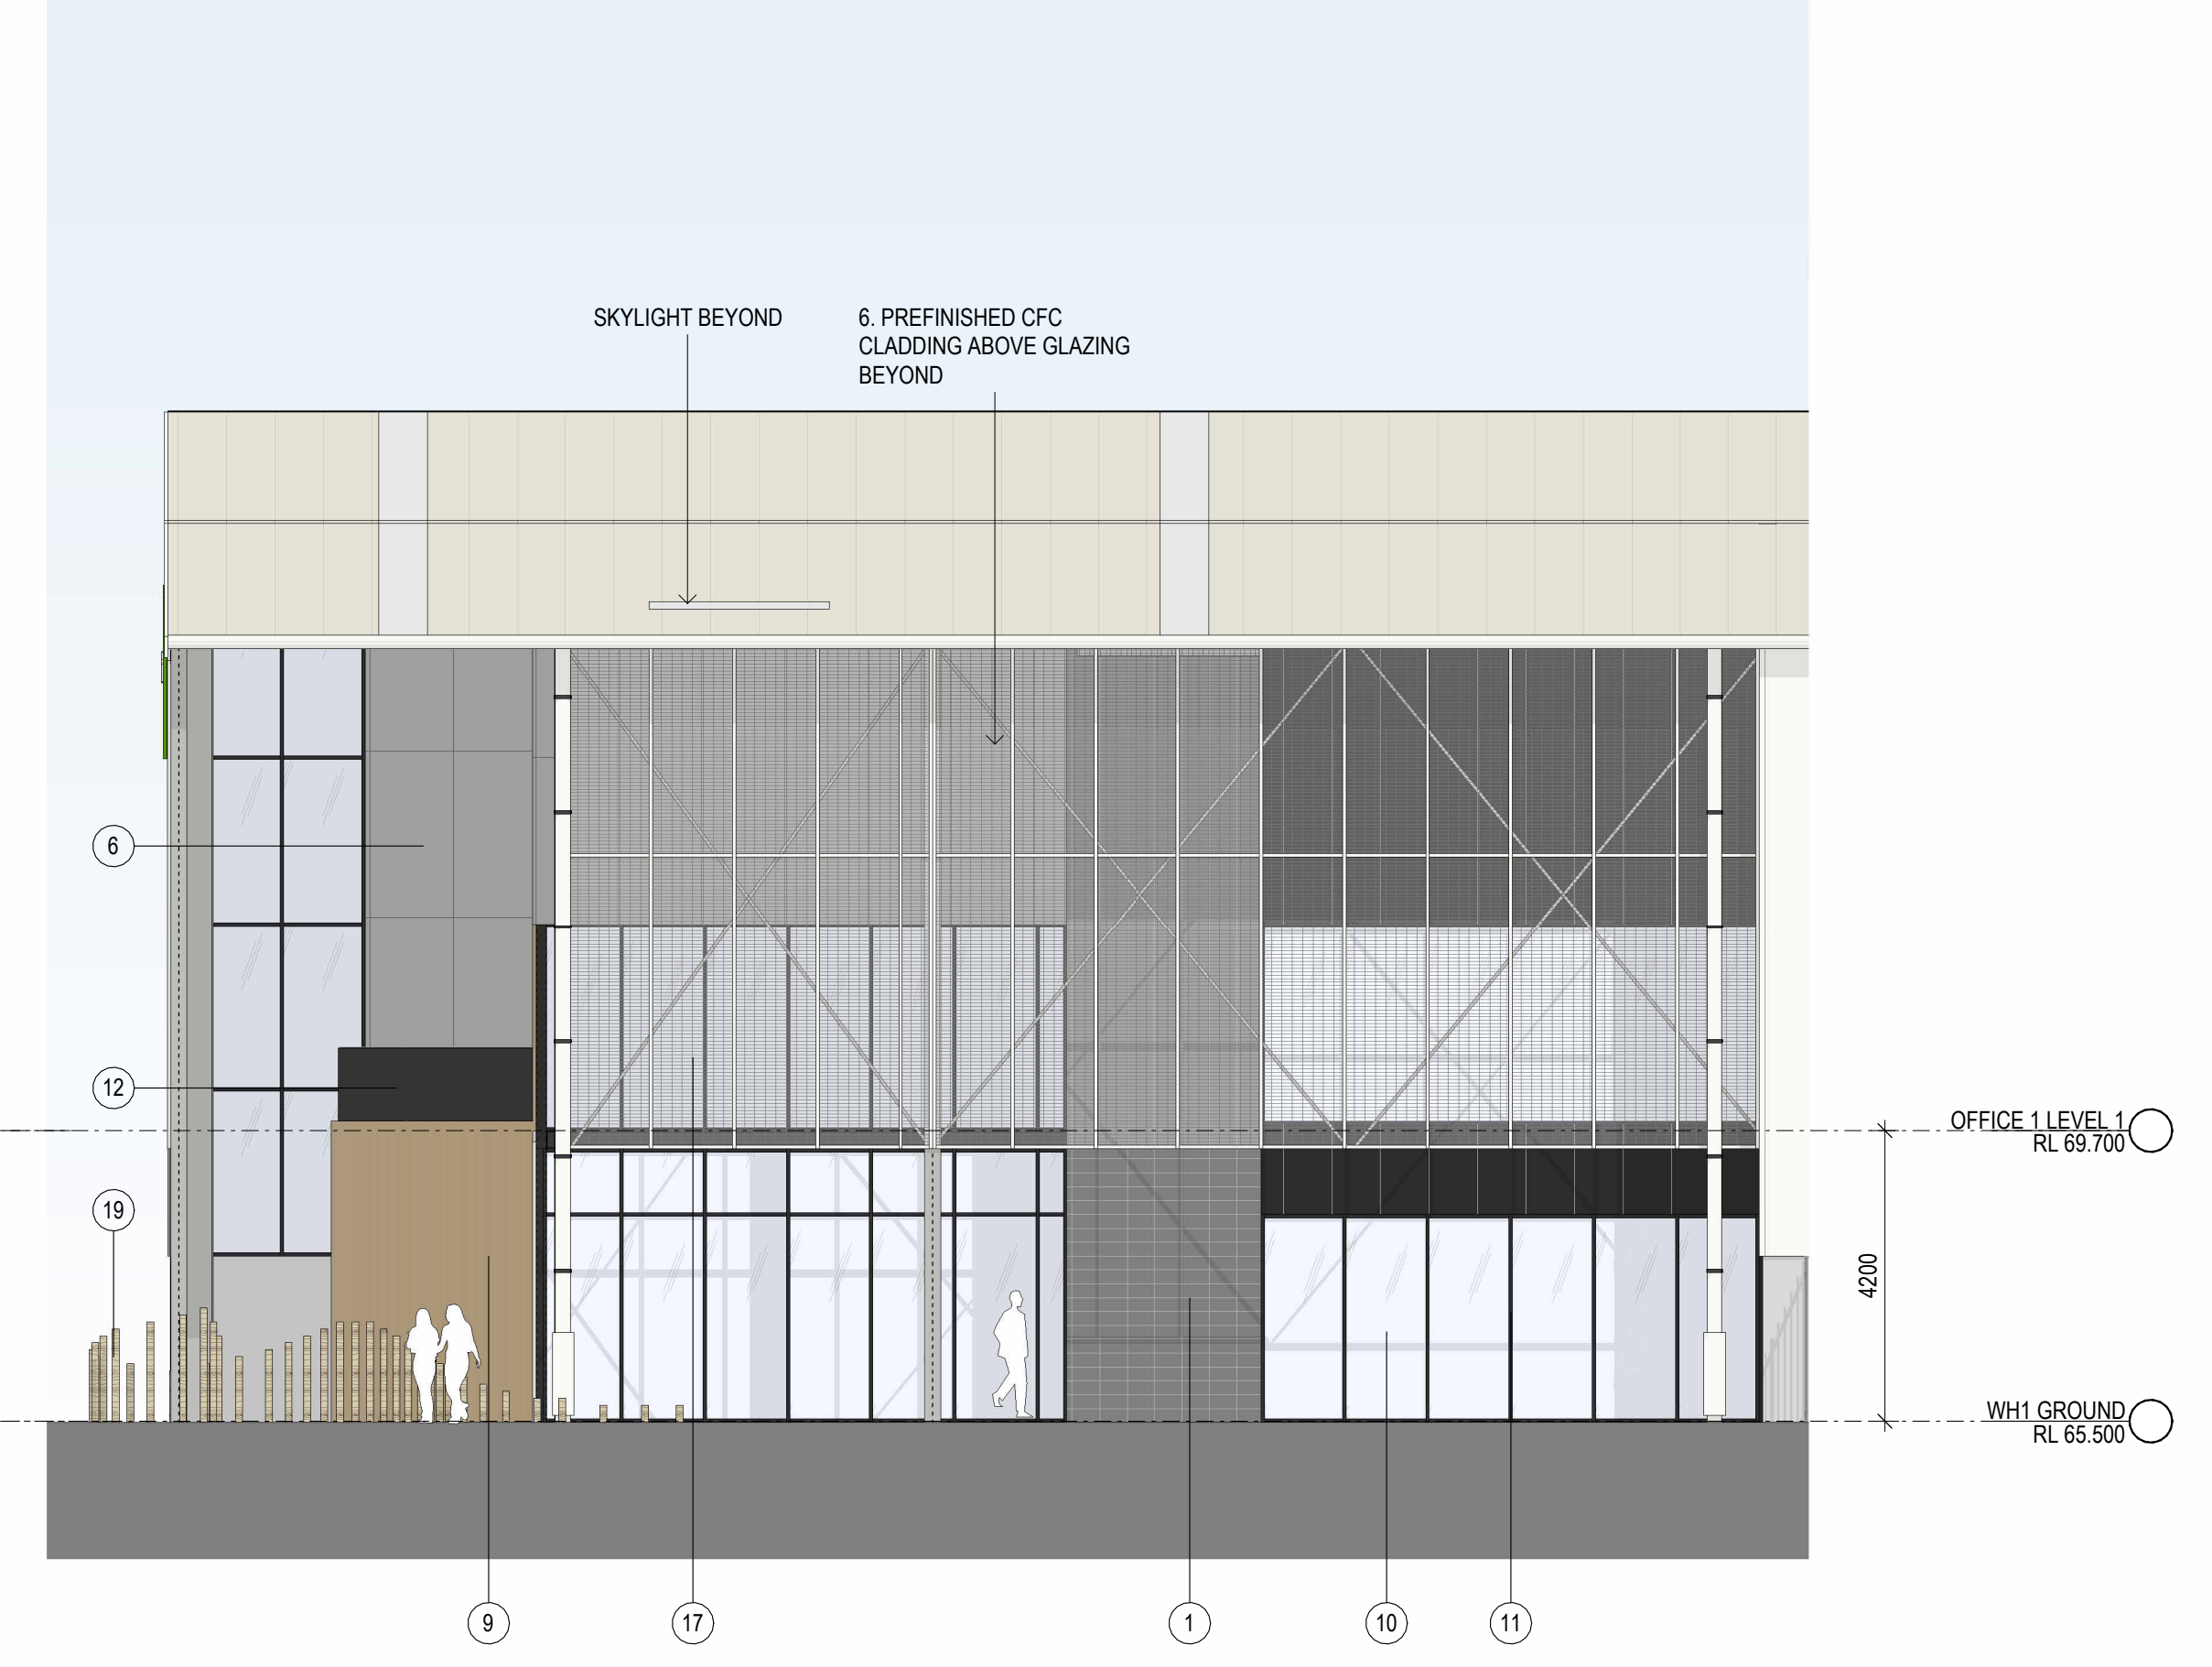 SKYLIGHT BEYOND
6. PREFINISHED CFC
CLADDING ABOVE GLAZING
BEYOND
6
12
19
OFFICE 1 LEVEL 1
RL 69.700
4200
WH1 GROUND
RL 65.500
9
17
1
10
11